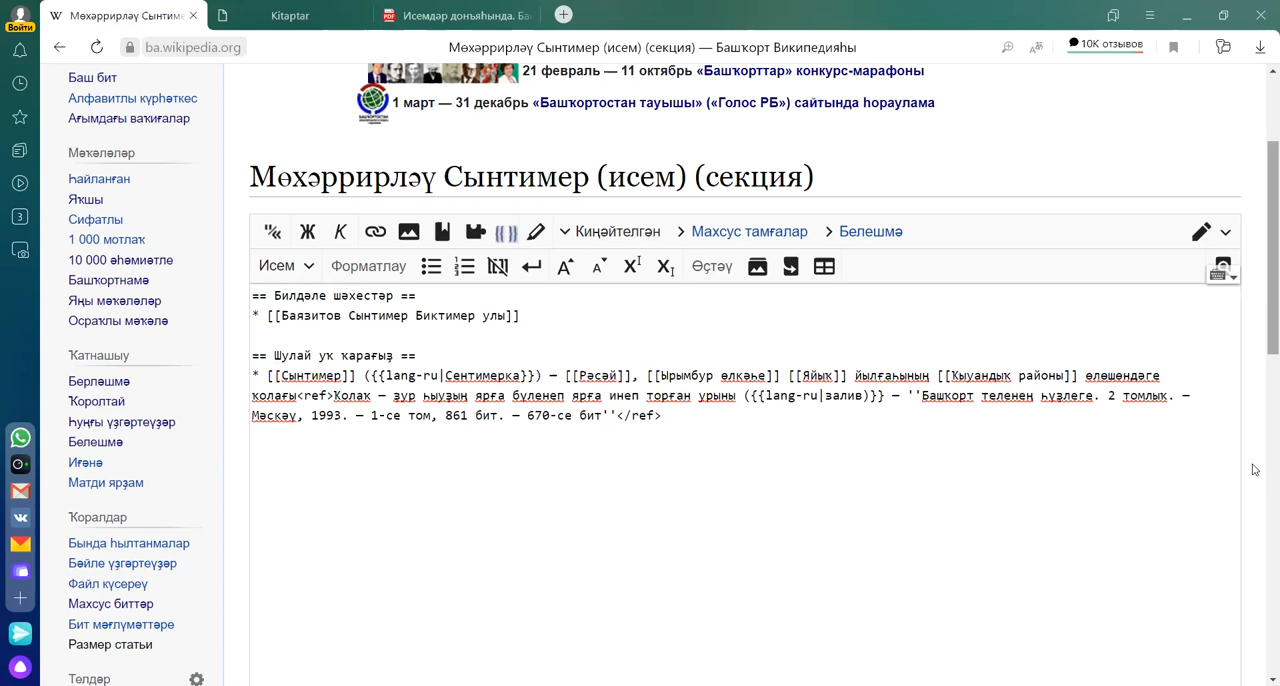 Войти
Мөхәррирләү Сынтиме
Kitaptar
Исемдәр донъяһында. Ба
ba.wikipedia.org
Мөхәррирләү Сынтимер (исем) (секция) — Башҡорт Википедияһы
10K отзывов
Баш бит
Алфавитлы күрһәткес
Ағымдағы ваҡиғалар
21 февраль — 11 октябрь «Башҡорттар» конкурс-марафоны
1 март — 31 декабрь «Башҡортостан тауышы» («Голос РБ») сайтында һорaулама
Мәҡәләләр
Һайланған
Яҡшы
Сифатлы
1 000 мотлаҡ
10 000 әһәмиәтле
Башҡортнамә
Яңы мәҡәләләр
Осраҡлы мәҡәлә
Мөхәррирләү Сынтимер (исем) (секция)
Ж К Киңәйтелгән Махсус тамғалар Белешмә
Исем Форматлау Өҫтәү
== Билдәле шәхестәр ==
* [[Баязитов Сынтимер Биктимер улы]]
== Шулай уҡ ҡарағыҙ ==
* [[Сынтимер]] ({{lang-ru|Сентимерка}}) — [[Рәсәй]], [[Ырымбур өлкәһе]] [[Яйыҡ]] йылғаһының [[Ҡыуандыҡ районы]] өлөшөндәге
ҡолағы<ref>Ҡолаҡ — ҙур һыуҙың ярға бүленеп ярға инеп торған урыны ({{lang-ru|залив)}} — ''Башҡорт теленең һүҙлеге. 2 томлыҡ. —
Мәскәү, 1993. — 1-се том, 861 бит. — 670-се бит''</ref>
Ҡатнашыу
Берләшмә
Ҡоролтай
Һуңғы үҙгәртеүҙәр
Белешмә
Иғәнә
Матди ярҙам
Ҡоралдар
Бында һылтанмалар
Бәйле үҙгәртеүҙәр
Файл күсереү
Махсус биттәр
Бит мәғлүмәттәре
Размер статьи
Телдәр